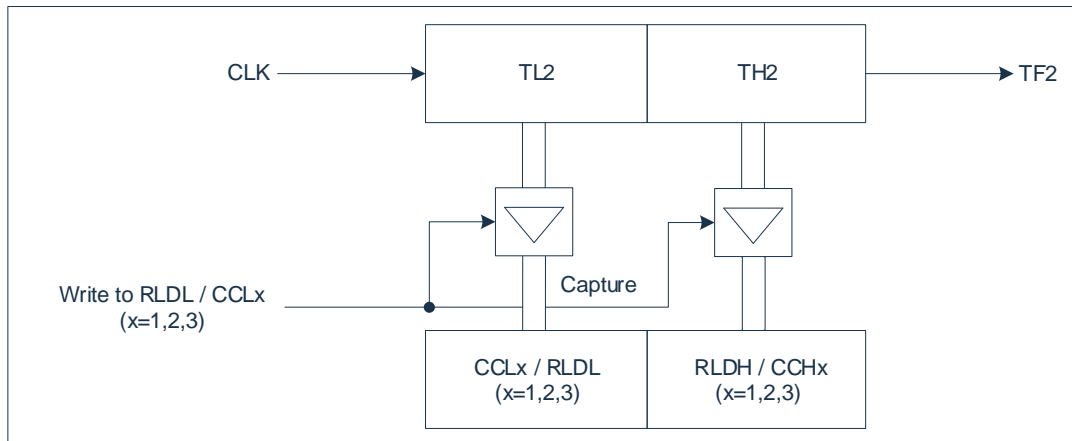 CLK
TL2
TH2
TF2
Capture
Write to RLDL / CCLx
(x=1,2,3)
CCLx / RLDL
(x=1,2,3)
RLDH / CCHx
(x=1,2,3)